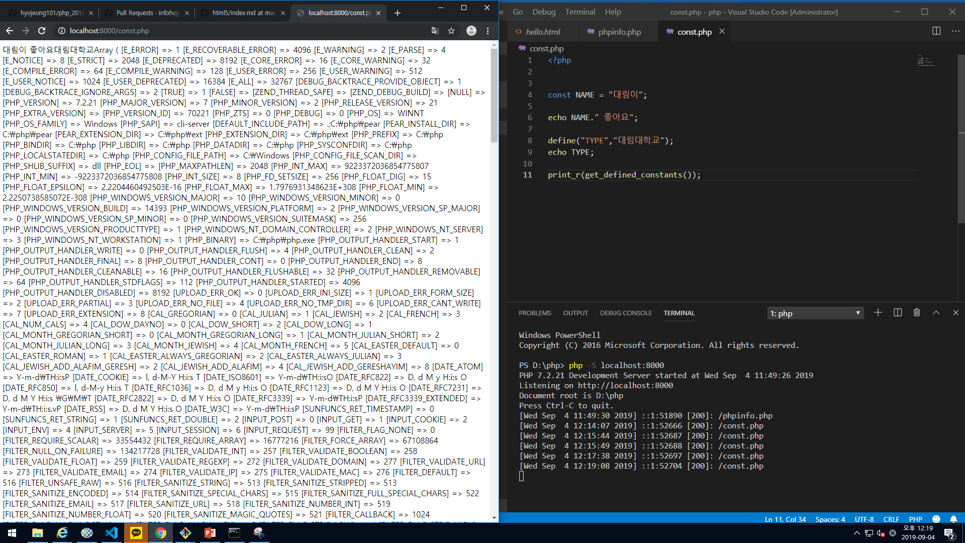 hyojeong101/php_201
Pull Requests - infohoj
html5/index.md at mas
localhost:8000/const.ph
localhost:8000/const.php
대림이 좋아요대림대학교Array ( [E_ERROR] => 1 [E_RECOVERABLE_ERROR] => 4096 [E_WARNING] => 2 [E_PARSE] => 4
[E_NOTICE] => 8 [E_STRICT] => 2048 [E_DEPRECATED] => 8192 [E_CORE_ERROR] => 16 [E_CORE_WARNING] => 32
[E_COMPILE_ERROR] => 64 [E_COMPILE_WARNING] => 128 [E_USER_ERROR] => 256 [E_USER_WARNING] => 512
[E_USER_NOTICE] => 1024 [E_USER_DEPRECATED] => 16384 [E_ALL] => 32767 [DEBUG_BACKTRACE_PROVIDE_OBJECT] => 1
[DEBUG_BACKTRACE_IGNORE_ARGS] => 2 [TRUE] => 1 [FALSE] => [ZEND_THREAD_SAFE] => [ZEND_DEBUG_BUILD] => [NULL] =>
[PHP_VERSION] => 7.2.21 [PHP_MAJOR_VERSION] => 7 [PHP_MINOR_VERSION] => 2 [PHP_RELEASE_VERSION] => 21
[PHP_EXTRA_VERSION] => [PHP_VERSION_ID] => 70221 [PHP_ZTS] => 0 [PHP_DEBUG] => 0 [PHP_OS] => WINNT
[PHP_OS_FAMILY] => Windows [PHP_SAPI] => cli-server [DEFAULT_INCLUDE_PATH] => .;C:₩php₩pear [PEAR_INSTALL_DIR] =>
C:₩php₩pear [PEAR_EXTENSION_DIR] => C:₩php₩ext [PHP_EXTENSION_DIR] => C:₩php₩ext [PHP_PREFIX] => C:₩php
[PHP_BINDIR] => C:₩php [PHP_LIBDIR] => C:₩php [PHP_DATADIR] => C:₩php [PHP_SYSCONFDIR] => C:₩php
[PHP_LOCALSTATEDIR] => C:₩php [PHP_CONFIG_FILE_PATH] => C:₩Windows [PHP_CONFIG_FILE_SCAN_DIR] =>
[PHP_SHLIB_SUFFIX] => dll [PHP_EOL] => [PHP_MAXPATHLEN] => 2048 [PHP_INT_MAX] => 9223372036854775807
[PHP_INT_MIN] => -9223372036854775808 [PHP_INT_SIZE] => 8 [PHP_FD_SETSIZE] => 256 [PHP_FLOAT_DIG] => 15
[PHP_FLOAT_EPSILON] => 2.2204460492503E-16 [PHP_FLOAT_MAX] => 1.7976931348623E+308 [PHP_FLOAT_MIN] =>
2.2250738585072E-308 [PHP_WINDOWS_VERSION_MAJOR] => 10 [PHP_WINDOWS_VERSION_MINOR] => 0
[PHP_WINDOWS_VERSION_BUILD] => 14393 [PHP_WINDOWS_VERSION_PLATFORM] => 2 [PHP_WINDOWS_VERSION_SP_MAJOR]
=> 0 [PHP_WINDOWS_VERSION_SP_MINOR] => 0 [PHP_WINDOWS_VERSION_SUITEMASK] => 256
[PHP_WINDOWS_VERSION_PRODUCTTYPE] => 1 [PHP_WINDOWS_NT_DOMAIN_CONTROLLER] => 2 [PHP_WINDOWS_NT_SERVER]
=> 3 [PHP_WINDOWS_NT_WORKSTATION] => 1 [PHP_BINARY] => C:₩php₩php.exe [PHP_OUTPUT_HANDLER_START] => 1
[PHP_OUTPUT_HANDLER_WRITE] => 0 [PHP_OUTPUT_HANDLER_FLUSH] => 4 [PHP_OUTPUT_HANDLER_CLEAN] => 2
[PHP_OUTPUT_HANDLER_FINAL] => 8 [PHP_OUTPUT_HANDLER_CONT] => 0 [PHP_OUTPUT_HANDLER_END] => 8
[PHP_OUTPUT_HANDLER_CLEANABLE] => 16 [PHP_OUTPUT_HANDLER_FLUSHABLE] => 32 [PHP_OUTPUT_HANDLER_REMOVABLE]
=> 64 [PHP_OUTPUT_HANDLER_STDFLAGS] => 112 [PHP_OUTPUT_HANDLER_STARTED] => 4096
[PHP_OUTPUT_HANDLER_DISABLED] => 8192 [UPLOAD_ERR_OK] => 0 [UPLOAD_ERR_INI_SIZE] => 1 [UPLOAD_ERR_FORM_SIZE]
=> 2 [UPLOAD_ERR_PARTIAL] => 3 [UPLOAD_ERR_NO_FILE] => 4 [UPLOAD_ERR_NO_TMP_DIR] => 6 [UPLOAD_ERR_CANT_WRITE]
=> 7 [UPLOAD_ERR_EXTENSION] => 8 [CAL_GREGORIAN] => 0 [CAL_JULIAN] => 1 [CAL_JEWISH] => 2 [CAL_FRENCH] => 3
[CAL_NUM_CALS] => 4 [CAL_DOW_DAYNO] => 0 [CAL_DOW_SHORT] => 2 [CAL_DOW_LONG] => 1
[CAL_MONTH_GREGORIAN_SHORT] => 0 [CAL_MONTH_GREGORIAN_LONG] => 1 [CAL_MONTH_JULIAN_SHORT] => 2
[CAL_MONTH_JULIAN_LONG] => 3 [CAL_MONTH_JEWISH] => 4 [CAL_MONTH_FRENCH] => 5 [CAL_EASTER_DEFAULT] => 0
[CAL_EASTER_ROMAN] => 1 [CAL_EASTER_ALWAYS_GREGORIAN] => 2 [CAL_EASTER_ALWAYS_JULIAN] => 3
[CAL_JEWISH_ADD_ALAFIM_GERESH] => 2 [CAL_JEWISH_ADD_ALAFIM] => 4 [CAL_JEWISH_ADD_GERESHAYIM] => 8 [DATE_ATOM]
=> Y-m-d₩TH:i:sP [DATE_COOKIE] => l, d-M-Y H:i:s T [DATE_ISO8601] => Y-m-d₩TH:i:sO [DATE_RFC822] => D, d M y H:i:s O
[DATE_RFC850] => l, d-M-y H:i:s T [DATE_RFC1036] => D, d M y H:i:s O [DATE_RFC1123] => D, d M Y H:i:s O [DATE_RFC7231] =>
D, d M Y H:i:s ₩G₩M₩T [DATE_RFC2822] => D, d M Y H:i:s O [DATE_RFC3339] => Y-m-d₩TH:i:sP [DATE_RFC3339_EXTENDED] =>
Y-m-d₩TH:i:s.vP [DATE_RSS] => D, d M Y H:i:s O [DATE_W3C] => Y-m-d₩TH:i:sP [SUNFUNCS_RET_TIMESTAMP] => 0
[SUNFUNCS_RET_STRING] => 1 [SUNFUNCS_RET_DOUBLE] => 2 [INPUT_POST] => 0 [INPUT_GET] => 1 [INPUT_COOKIE] => 2
[INPUT_ENV] => 4 [INPUT_SERVER] => 5 [INPUT_SESSION] => 6 [INPUT_REQUEST] => 99 [FILTER_FLAG_NONE] => 0
[FILTER_REQUIRE_SCALAR] => 33554432 [FILTER_REQUIRE_ARRAY] => 16777216 [FILTER_FORCE_ARRAY] => 67108864
[FILTER_NULL_ON_FAILURE] => 134217728 [FILTER_VALIDATE_INT] => 257 [FILTER_VALIDATE_BOOLEAN] => 258
[FILTER_VALIDATE_FLOAT] => 259 [FILTER_VALIDATE_REGEXP] => 272 [FILTER_VALIDATE_DOMAIN] => 277 [FILTER_VALIDATE_URL]
=> 273 [FILTER_VALIDATE_EMAIL] => 274 [FILTER_VALIDATE_IP] => 275 [FILTER_VALIDATE_MAC] => 276 [FILTER_DEFAULT] =>
516 [FILTER_UNSAFE_RAW] => 516 [FILTER_SANITIZE_STRING] => 513 [FILTER_SANITIZE_STRIPPED] => 513
[FILTER_SANITIZE_ENCODED] => 514 [FILTER_SANITIZE_SPECIAL_CHARS] => 515 [FILTER_SANITIZE_FULL_SPECIAL_CHARS] => 522
[FILTER_SANITIZE_EMAIL] => 517 [FILTER_SANITIZE_URL] => 518 [FILTER_SANITIZE_NUMBER_INT] => 519
[FILTER_SANITIZE_NUMBER_FLOAT] => 520 [FILTER_SANITIZE_MAGIC_QUOTES] => 521 [FILTER_CALLBACK] => 1024
w Go Debug Terminal Help
const.php - php - Visual Studio Code [Administrator]
hello.html
phpinfo.php
const.php
const.php
1 <?php
2
3
4 const NAME = "대림이";
5
6 echo NAME." 좋아요";
7
8 define("TYPE","대림대학교");
9 echo TYPE;
10
11 print_r(get_defined_constants());
PROBLEMS OUTPUT DEBUG CONSOLE TERMINAL
1: php
Windows PowerShell
Copyright (C) 2016 Microsoft Corporation. All rights reserved.
PS D:\php> php -S localhost:8000
PHP 7.2.21 Development Server started at Wed Sep  4 11:49:26 2019
Listening on http://localhost:8000
Document root is D:\php
Press Ctrl-C to quit.
[Wed Sep  4 11:49:30 2019] ::1:51890 [200]: /phpinfo.php
[Wed Sep  4 12:14:07 2019] ::1:52666 [200]: /const.php
[Wed Sep  4 12:15:44 2019] ::1:52687 [200]: /const.php
[Wed Sep  4 12:15:49 2019] ::1:52688 [200]: /const.php
[Wed Sep  4 12:17:38 2019] ::1:52697 [200]: /const.php
[Wed Sep  4 12:19:08 2019] ::1:52704 [200]: /const.php
Ln 11, Col 34 Spaces: 4 UTF-8 CRLF PHP
오후 12:19
2019-09-04